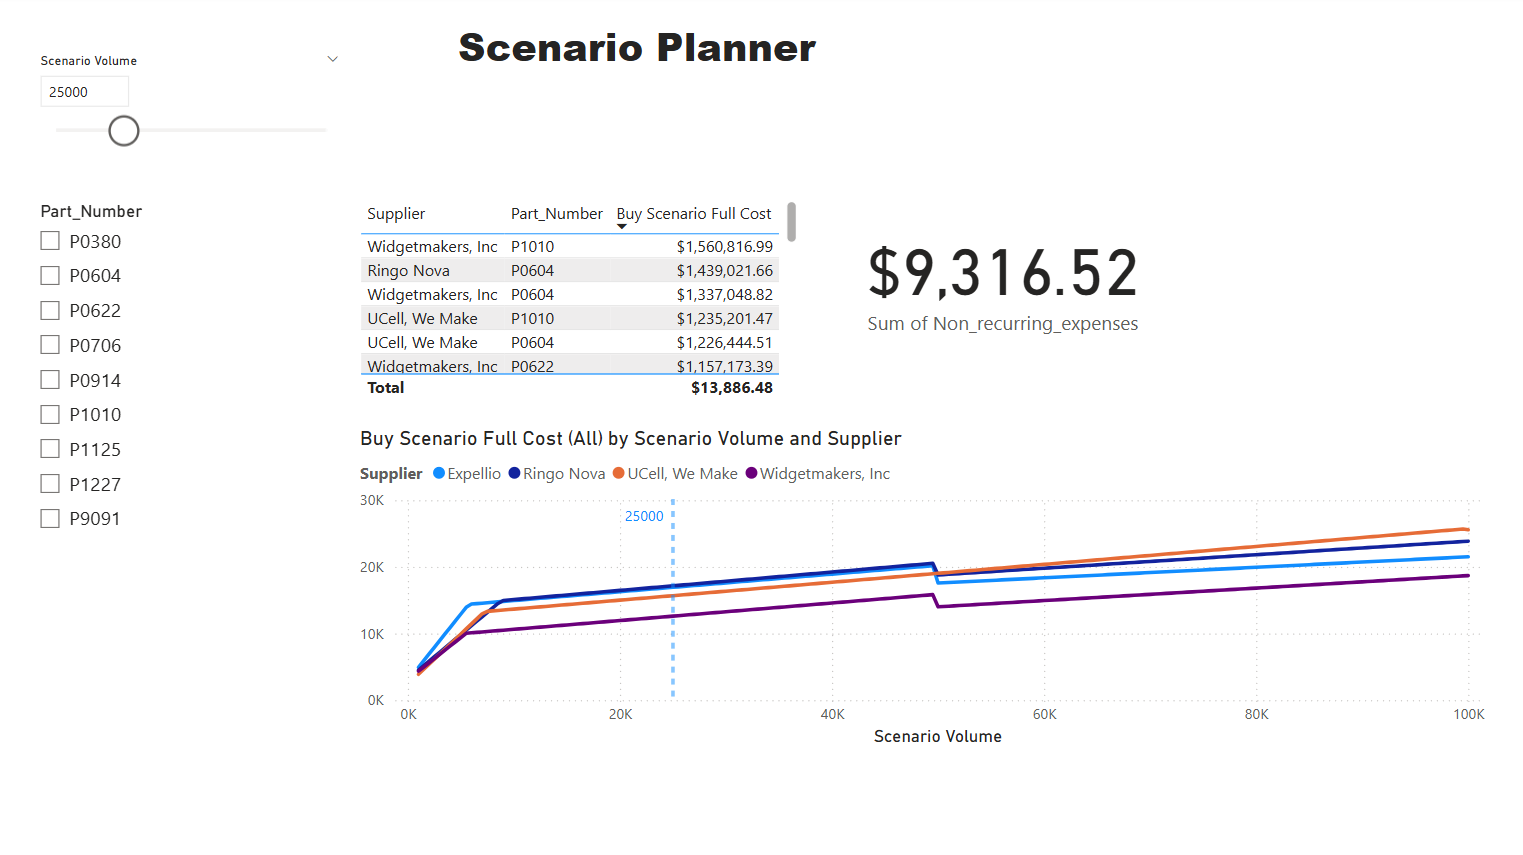 Scenario Planner
Scenario Volume
25000
Part_Number
P0380
P0604
P0622
P0706
P0914
P1010
P1125
P1227
P9091
Supplier Part_Number Buy Scenario Full Cost
Widgetmakers, Inc P1010 $1,560,816.99
Ringo Nova P0604 $1,439,021.66
Widgetmakers, Inc P0604 $1,337,048.82
UCell, We Make P1010 $1,235,201.47
UCell, We Make P0604 $1,226,444.51
Widgetmakers, Inc P0622 $1,157,173.39
Total $13,886.48
$9,316.52
Sum of Non_recurring_expenses
Buy Scenario Full Cost (All) by Scenario Volume and Supplier
Supplier Expellio Ringo Nova UCell, We Make Widgetmakers, Inc
30K
25000
20K
10K
0K
0K 20K 40K 60K 80K 100K
Scenario Volume